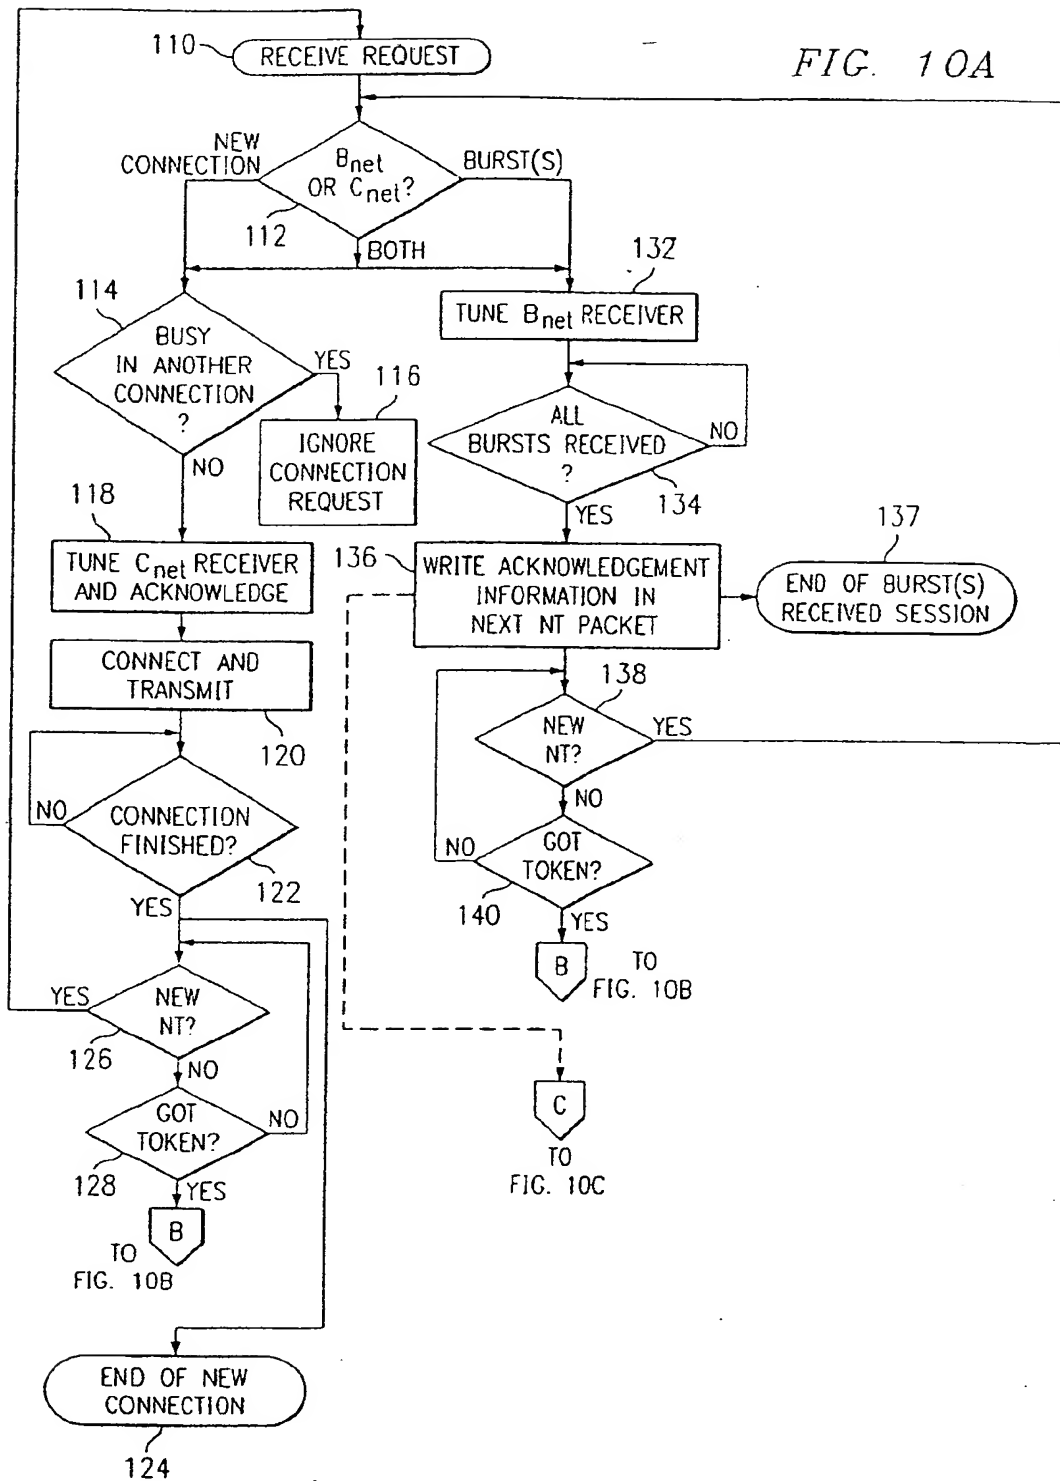 FIG. 10A
110
RECEIVE REQUEST
NEW
CONNECTION
Bnet
OR Cnet?
BURST(S)
112
BOTH
132
TUNE Bnet RECEIVER
114
BUSY
IN ANOTHER
CONNECTION
?
YES
116
IGNORE
CONNECTION
REQUEST
NO
ALL
BURSTS RECEIVED
?
NO
134
YES
118
TUNE Cnet RECEIVER
AND ACKNOWLEDGE
136
WRITE ACKNOWLEDGEMENT
INFORMATION IN
NEXT NT PACKET
137
END OF BURST(S)
RECEIVED SESSION
CONNECT AND
TRANSMIT
120
138
NEW
NT?
YES
NO
NO
CONNECTION
FINISHED?
122
YES
NO
GOT
TOKEN?
140
YES
B
TO
FIG. 10B
YES
NEW
NT?
126
NO
GOT
TOKEN?
NO
128
YES
B
TO
FIG. 10B
C
TO
FIG. 10C
END OF NEW
CONNECTION
124